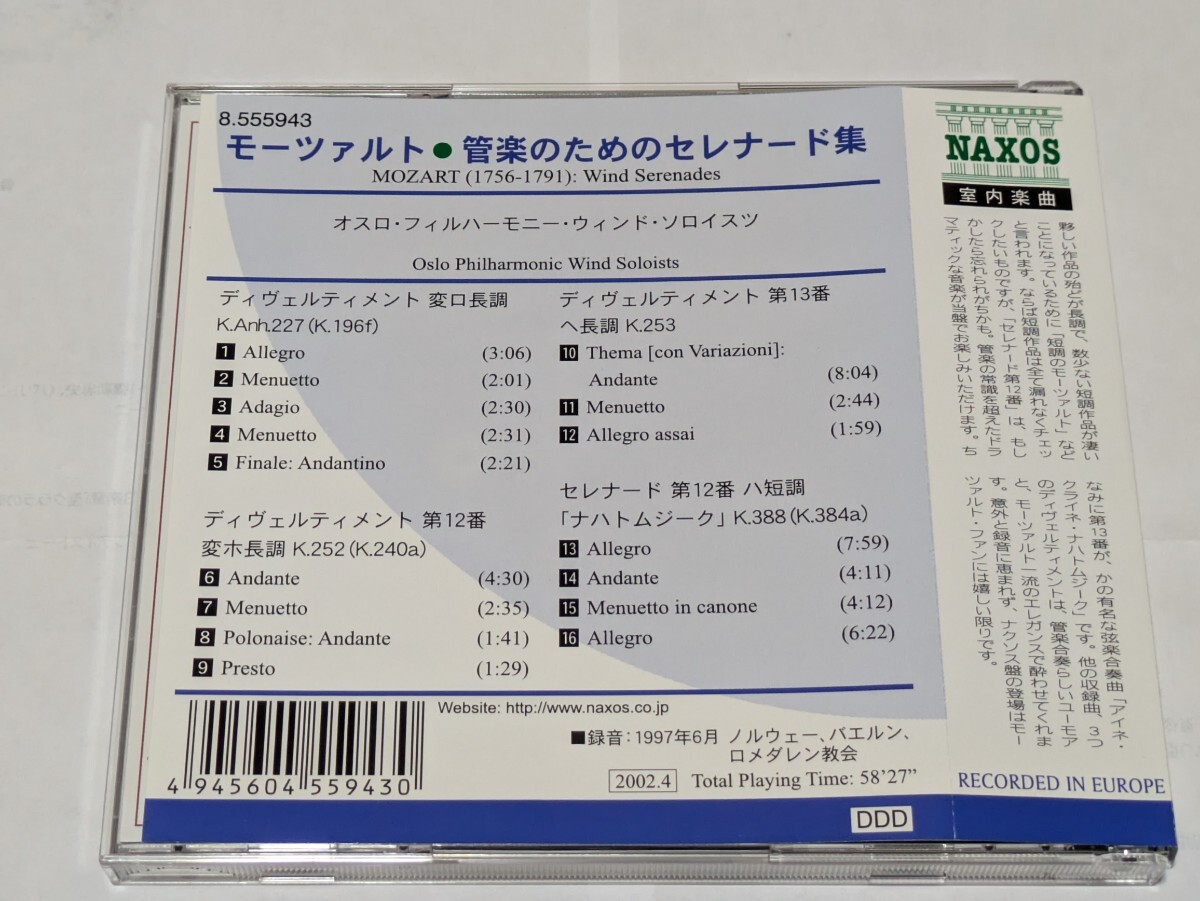 8.555943
モーツァルト●管楽のためのセレナード集
MOZART (1756-1791): Wind Serenades
オスロ・フィルハーモニー・ウィンド・ソロイスツ
Oslo Philharmonic Wind Soloists
ディヴェルティメント 変ロ長調
K.Anh.227 (K.196f)
1 Allegro (3:06)
2 Menuetto (2:01)
3 Adagio (2:30)
4 Menuetto (2:31)
5 Finale: Andantino (2:21)
ディヴェルティメント 第12番
変ホ長調 K.252 (K.240a)
6 Andante (4:30)
7 Menuetto (2:35)
8 Polonaise: Andante (1:41)
9 Presto (1:29)
ディヴェルティメント 第13番
ヘ長調 K.253
10 Thema [con Variazioni]:
Andante (8:04)
11 Menuetto (2:44)
12 Allegro assai (1:59)
セレナード 第12番 ハ短調
「ナハトムジーク」K.388 (K.384a)
13 Allegro (7:59)
14 Andante (4:11)
15 Menuetto in canone (4:12)
16 Allegro (6:22)
Website: http://www.naxos.co.jp
■録音:1997年6月 ノルウェー、バエルン、
ロメダレン教会
2002.4 Total Playing Time: 58'27"
4 945604 559430
DDD
NAXOS
室内楽曲
夥しい作品の殆どが長調で、数少ない短調作品が凄い
ことになっているために「短調のモーツァルト」など
と言われます。ならば短調作品は全て漏れなくチェッ
クしたいものですが、「セレナード第12番」は、もし
かしたら忘れられがちかも。管楽の常識を超えたドラ
マティックな音楽が当盤でお楽しみいただけます。ち
なみに第13番が、かの有名な弦楽合奏曲「アイネ・
クライネ・ナハトムジーク」です。他の収録曲、3つ
のディヴェルティメントは、管楽合奏らしいユーモア
と、モーツァルト一流のエレガンスで酔わせてくれま
す。意外と録音に恵まれず、ナクソス盤の登場はモー
ツァルト・ファンには嬉しい限りです。
RECORDED IN EUROPE